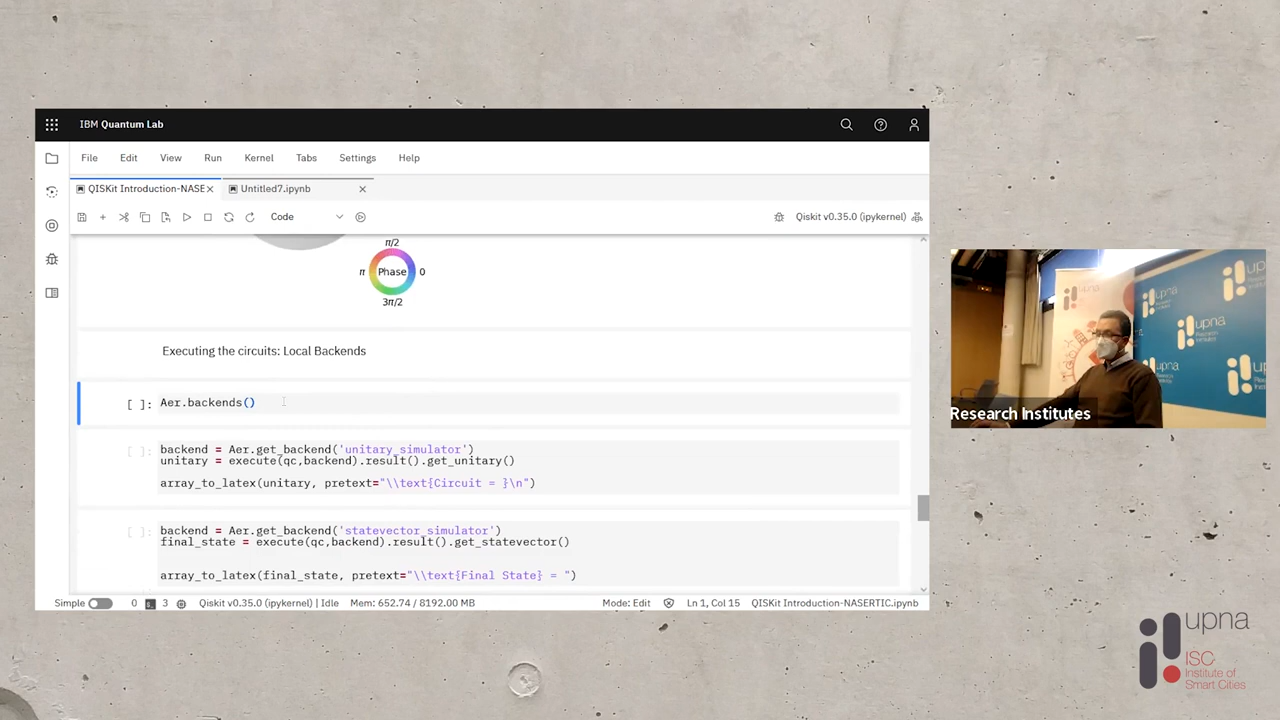 IBM Quantum Lab
File Edit View Run Kernel Tabs Settings Help
QISKit Introduction-NASE
Untitled7.ipynb
Code
Qiskit v0.35.0 (ipykernel)
π/2
π Phase 0
3π/2
Executing the circuits: Local Backends
[ ]: Aer.backends()
[ ]: backend = Aer.get_backend('unitary_simulator')
unitary = execute(qc,backend).result().get_unitary()
array_to_latex(unitary, pretext="\\text{Circuit = }\n")
[ ]: backend = Aer.get_backend('statevector_simulator')
final_state = execute(qc,backend).result().get_statevector()
array_to_latex(final_state, pretext="\\text{Final State} = ")
Simple 0 3 Qiskit v0.35.0 (ipykernel) | Idle Mem: 652.74 / 8192.00 MB Mode: Edit Ln 1, Col 15 QISKit Introduction-NASERTIC.ipynb
upna
upna
upna
upna
upna
Research Institutes
upna
ISC
Institute of
Smart Cities